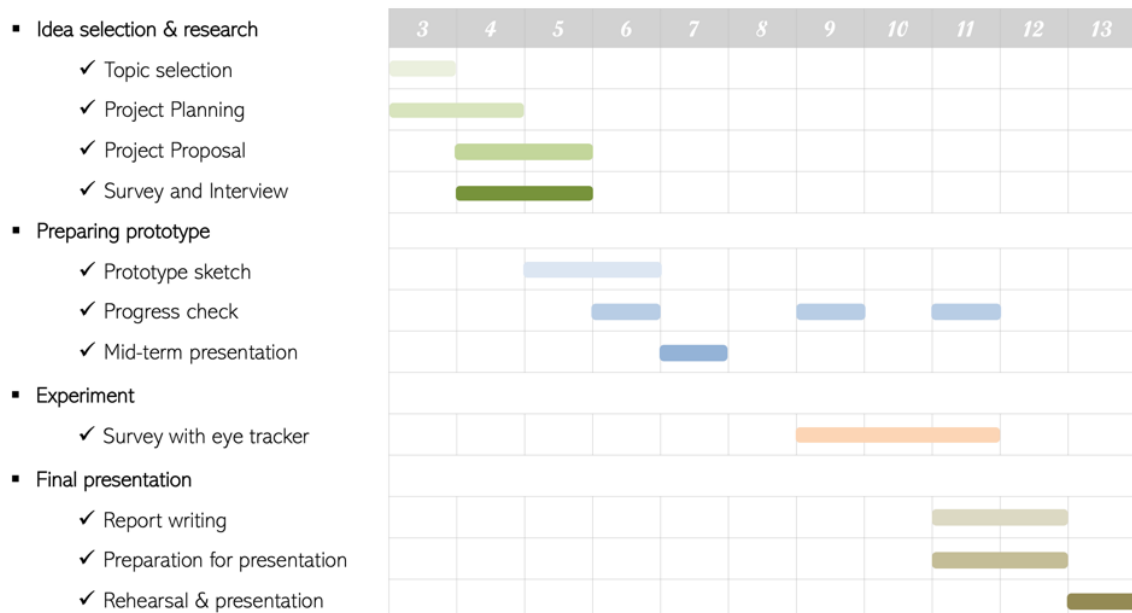 ▪ Idea selection & research 3 4 5 6 7 8 9 10 11 12 13
✓ Topic selection
✓ Project Planning
✓ Project Proposal
✓ Survey and Interview
▪ Preparing prototype
✓ Prototype sketch
✓ Progress check
✓ Mid-term presentation
▪ Experiment
✓ Survey with eye tracker
▪ Final presentation
✓ Report writing
✓ Preparation for presentation
✓ Rehearsal & presentation